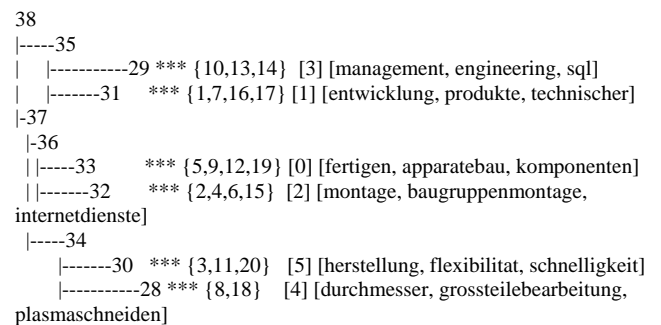 38
|-----35
|   |-----------29 *** {10,13,14}  [3] [management, engineering, sql]
|   |-------31    *** {1,7,16,17} [1] [entwicklung, produkte, technischer]
|-37
 |-36
 | |-----33      *** {5,9,12,19} [0] [fertigen, apparatebau, komponenten]
 | |-------32    *** {2,4,6,15}  [2] [montage, baugruppenmontage,
internetdienste]
 |-----34
     |-------30   *** {3,11,20}   [5] [herstellung, flexibilitat, schnelligkeit]
     |-----------28 *** {8,18}    [4] [durchmesser, grossteilebearbeitung,
plasmaschneiden]